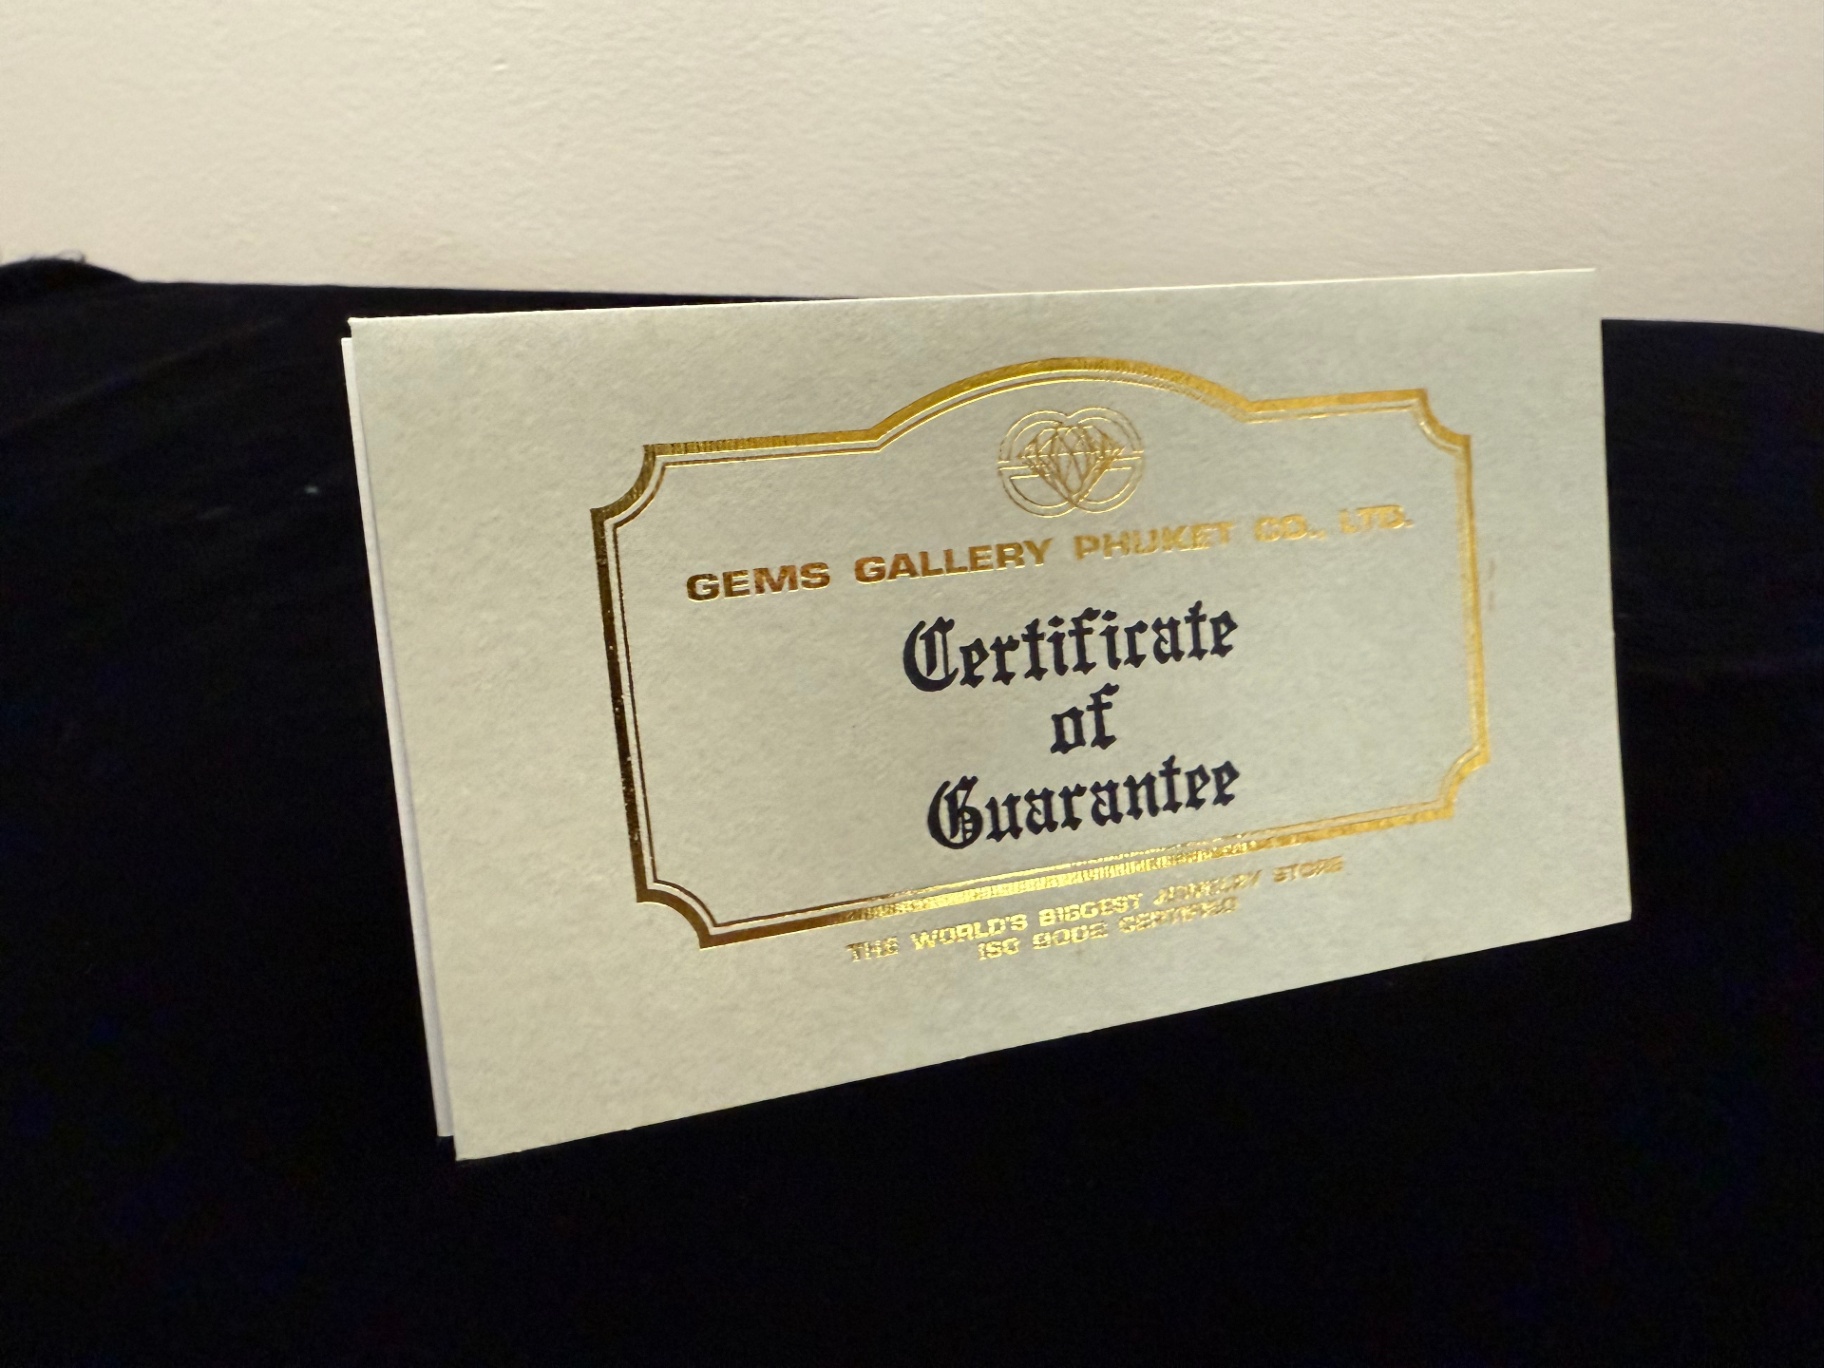 GEMS GALLERY PHUKET CO., LTD.
Certificate
of
Guarantee
THE WORLD'S BIGGEST JEWELRY STORE
ISO 9002 CERTIFIED